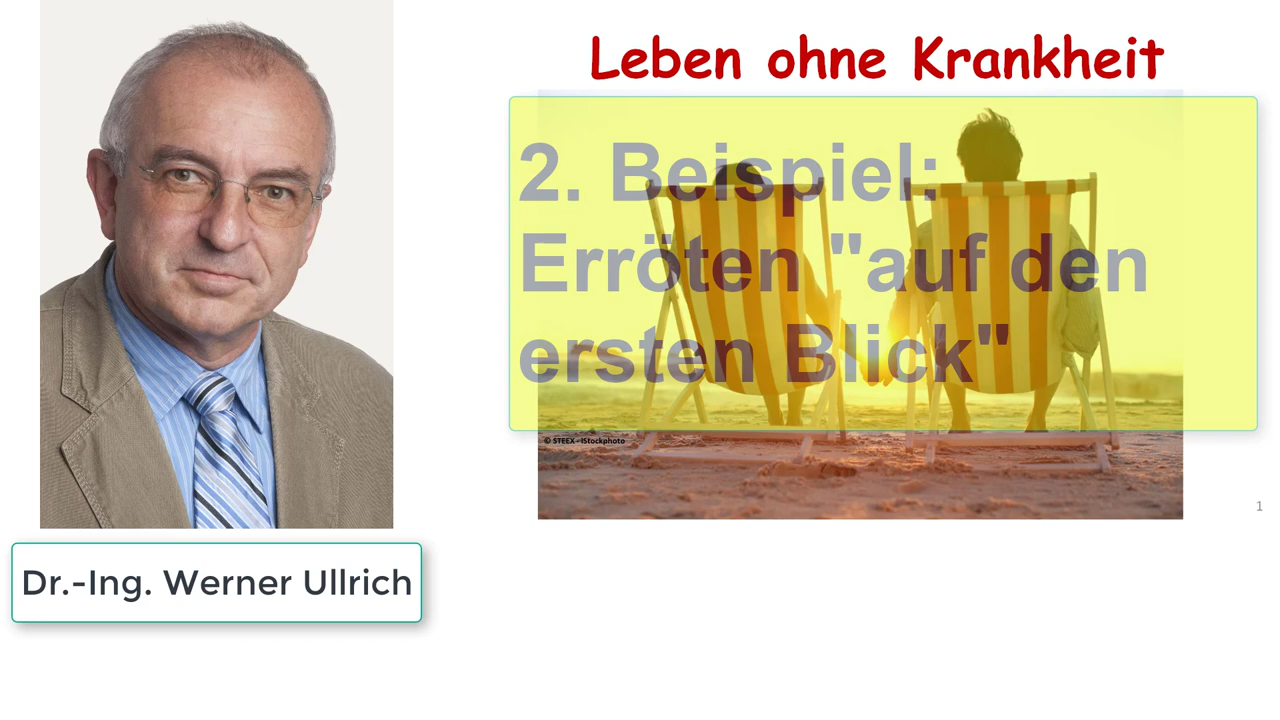 Leben ohne Krankheit
2. Beispiel:
Erröten "auf den
ersten Blick"
© STEEX - iStockphoto
1
Dr.-Ing. Werner Ullrich